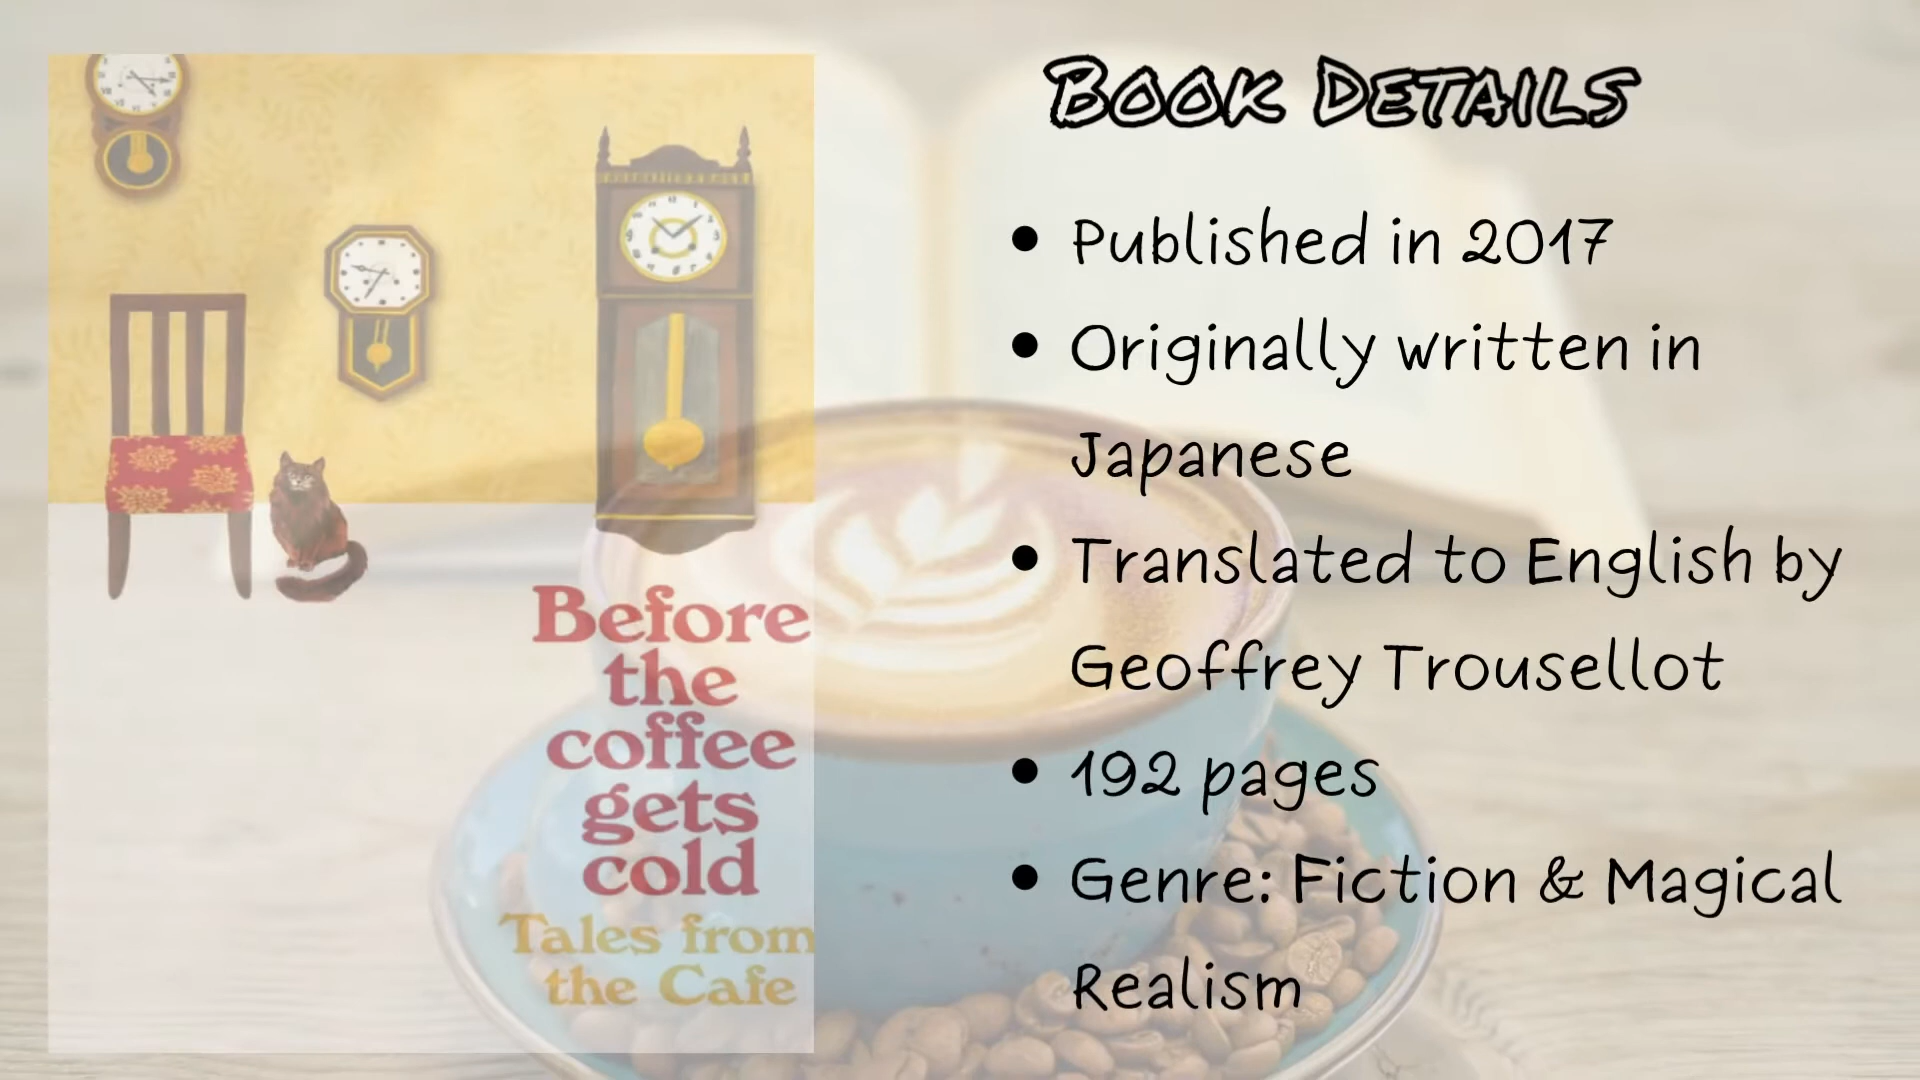 Before
the
coffee
gets
cold
Tales from
the Cafe
Book Details
• Published in 2017
• Originally written in
Japanese
• Translated to English by
Geoffrey Trousellot
• 192 pages
• Genre: Fiction & Magical
Realism